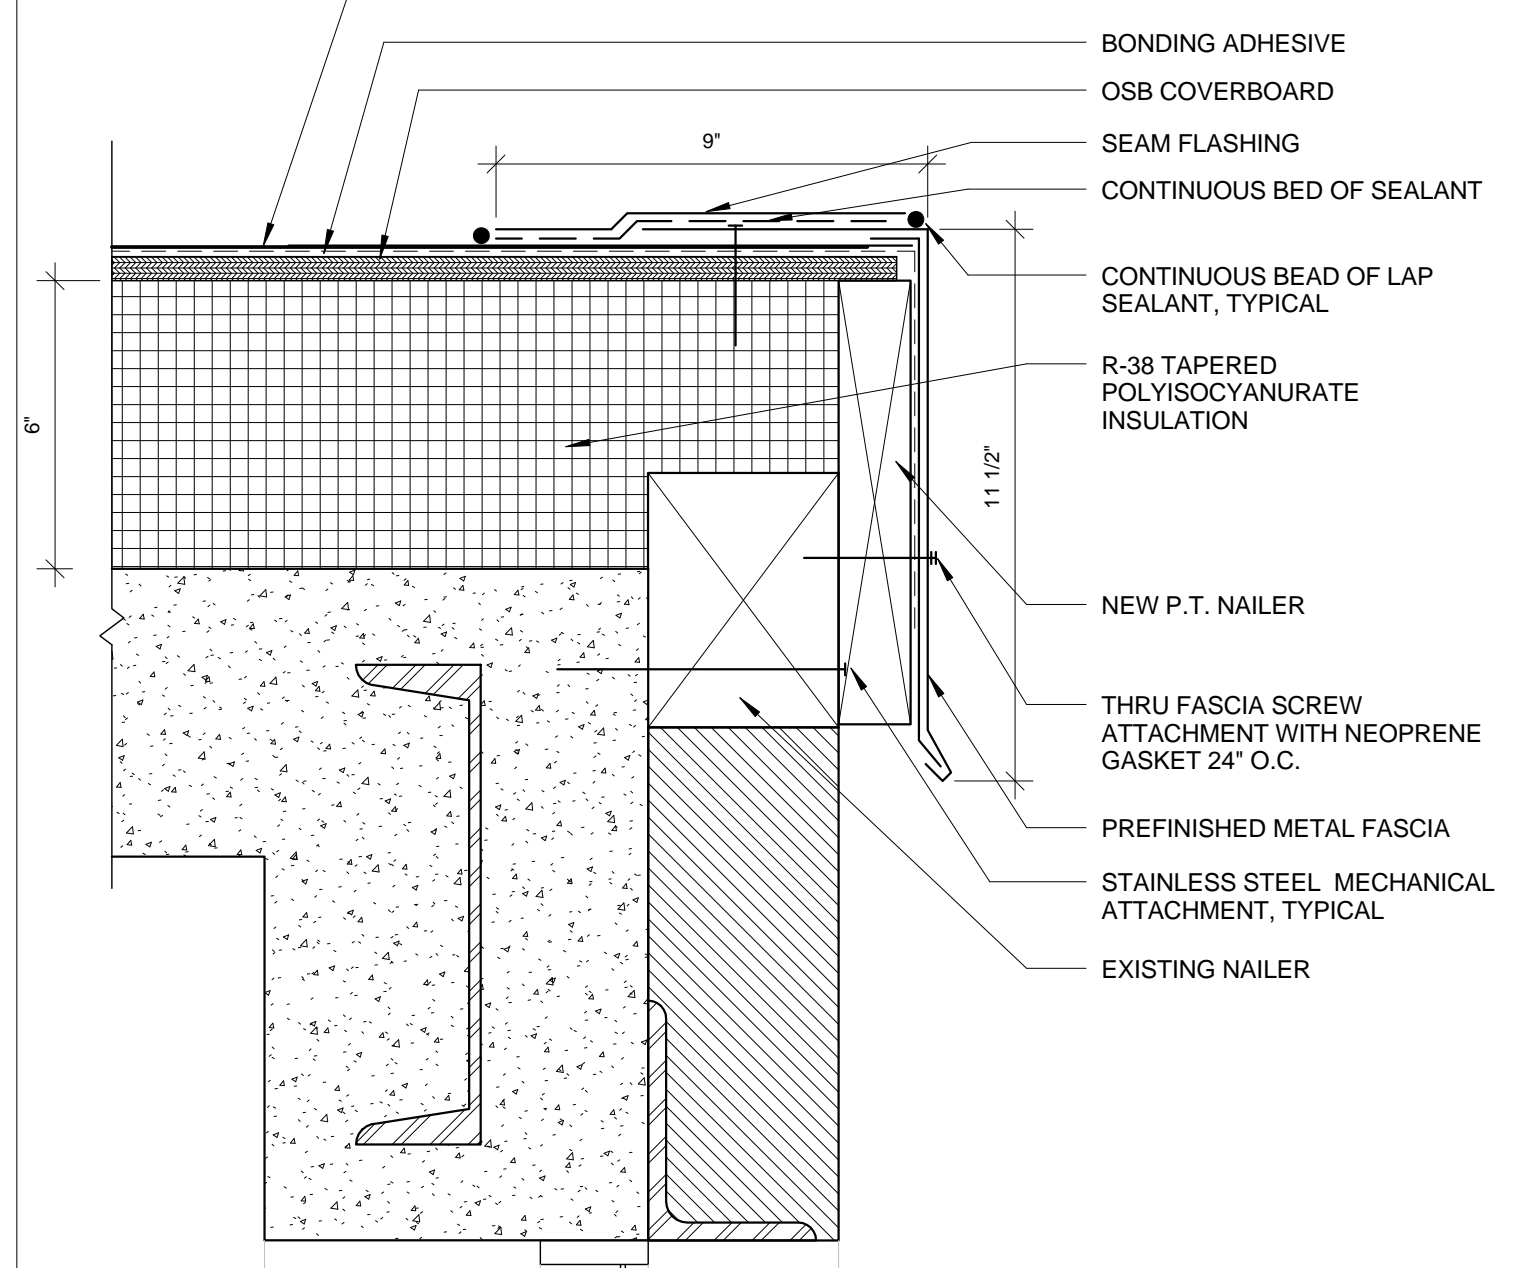 BONDING ADHESIVE
OSB COVERBOARD
9"
SEAM FLASHING
CONTINUOUS BED OF SEALANT
CONTINUOUS BEAD OF LAP
SEALANT, TYPICAL
R-38 TAPERED
POLYISOCYANURATE
INSULATION
6"
11 1/2"
NEW P.T. NAILER
THRU FASCIA SCREW
ATTACHMENT WITH NEOPRENE
GASKET 24" O.C.
PREFINISHED METAL FASCIA
STAINLESS STEEL  MECHANICAL
ATTACHMENT, TYPICAL
EXISTING NAILER